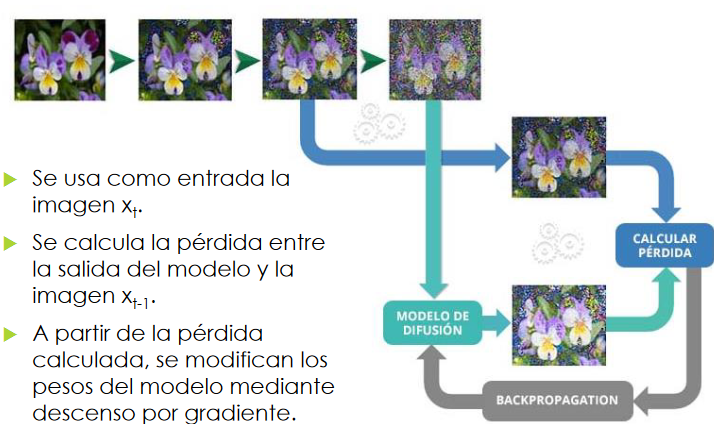 Se usa como entrada la
imagen xt.
Se calcula la pérdida entre
la salida del modelo y la
imagen xt-1.
A partir de la pérdida
calculada, se modifican los
pesos del modelo mediante
descenso por gradiente.
CALCULAR
PÉRDIDA
MODELO DE
DIFUSIÓN
BACKPROPAGATION